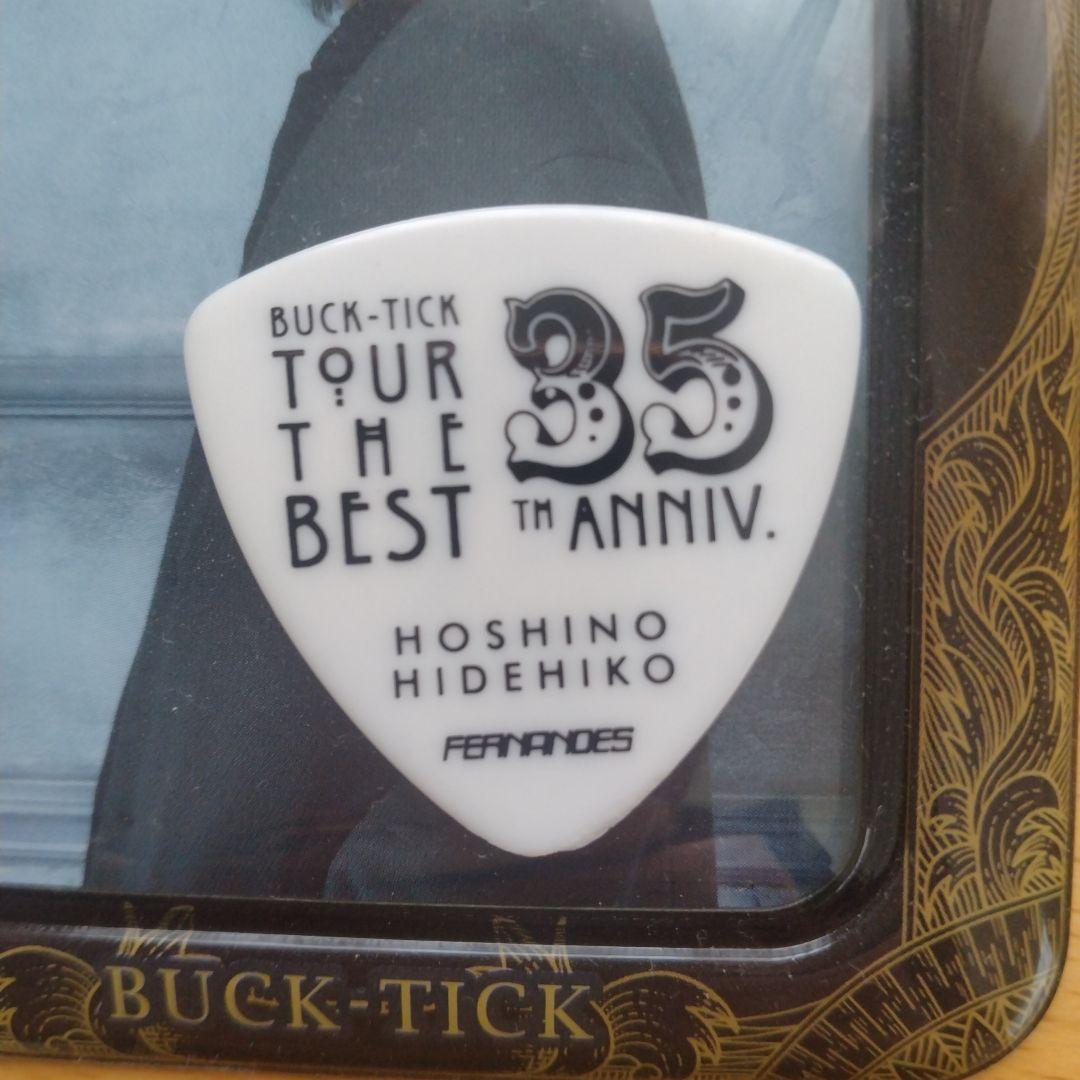 BUCK-TICK
TOUR
THE
BEST
35
TH ANNIV.
HOSHINO
HIDEHIKO
FERNANDES
BUCK-TICK